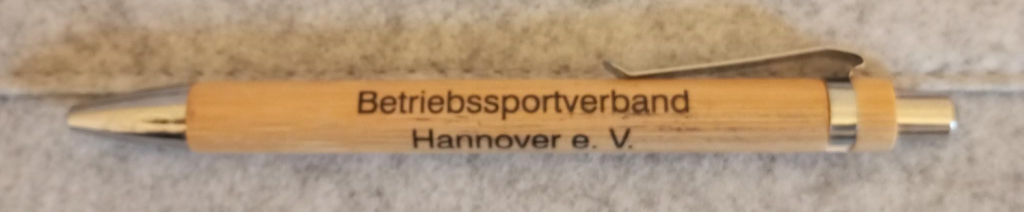 Betriebssportverband
Hannover e. V.